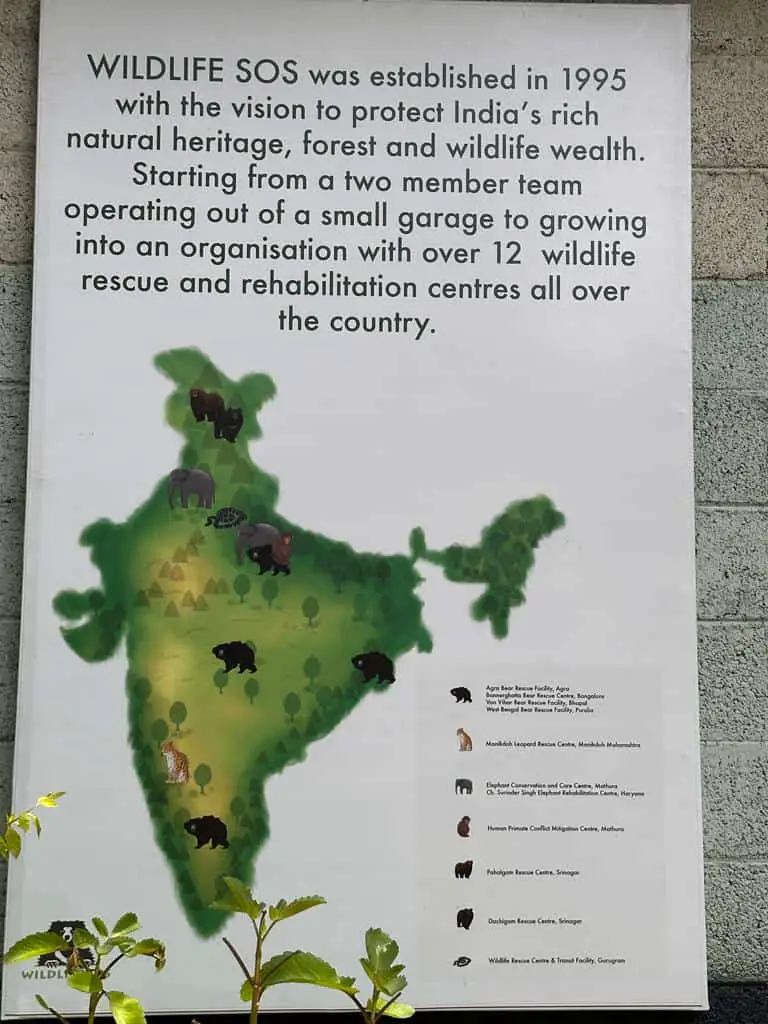 WILDLIFE SOS was established in 1995
with the vision to protect India's rich
natural heritage, forest and wildlife wealth.
Starting from a two member team
operating out of a small garage to growing
into an organisation with over 12 wildlife
rescue and rehabilitation centres all over
the country.
Agra Bear Rescue Facility, Agra
Bannerghatta Bear Rescue Centre, Bangalore
Van Vihar Bear Rescue Facility, Bhopal
West Bengal Bear Rescue Facility, Purulia
Manikdoh Leopard Rescue Centre, Manikdoh Maharashtra
Elephant Conservation and Care Centre, Mathura
Ch. Surinder Singh Elephant Rehabilitation Centre, Haryana
Human Primate Conflict Mitigation Centre, Mathura
Pahalgam Rescue Centre, Srinagar
Dachigam Rescue Centre, Srinagar
Wildlife Rescue Centre & Transit Facility, Gurugram